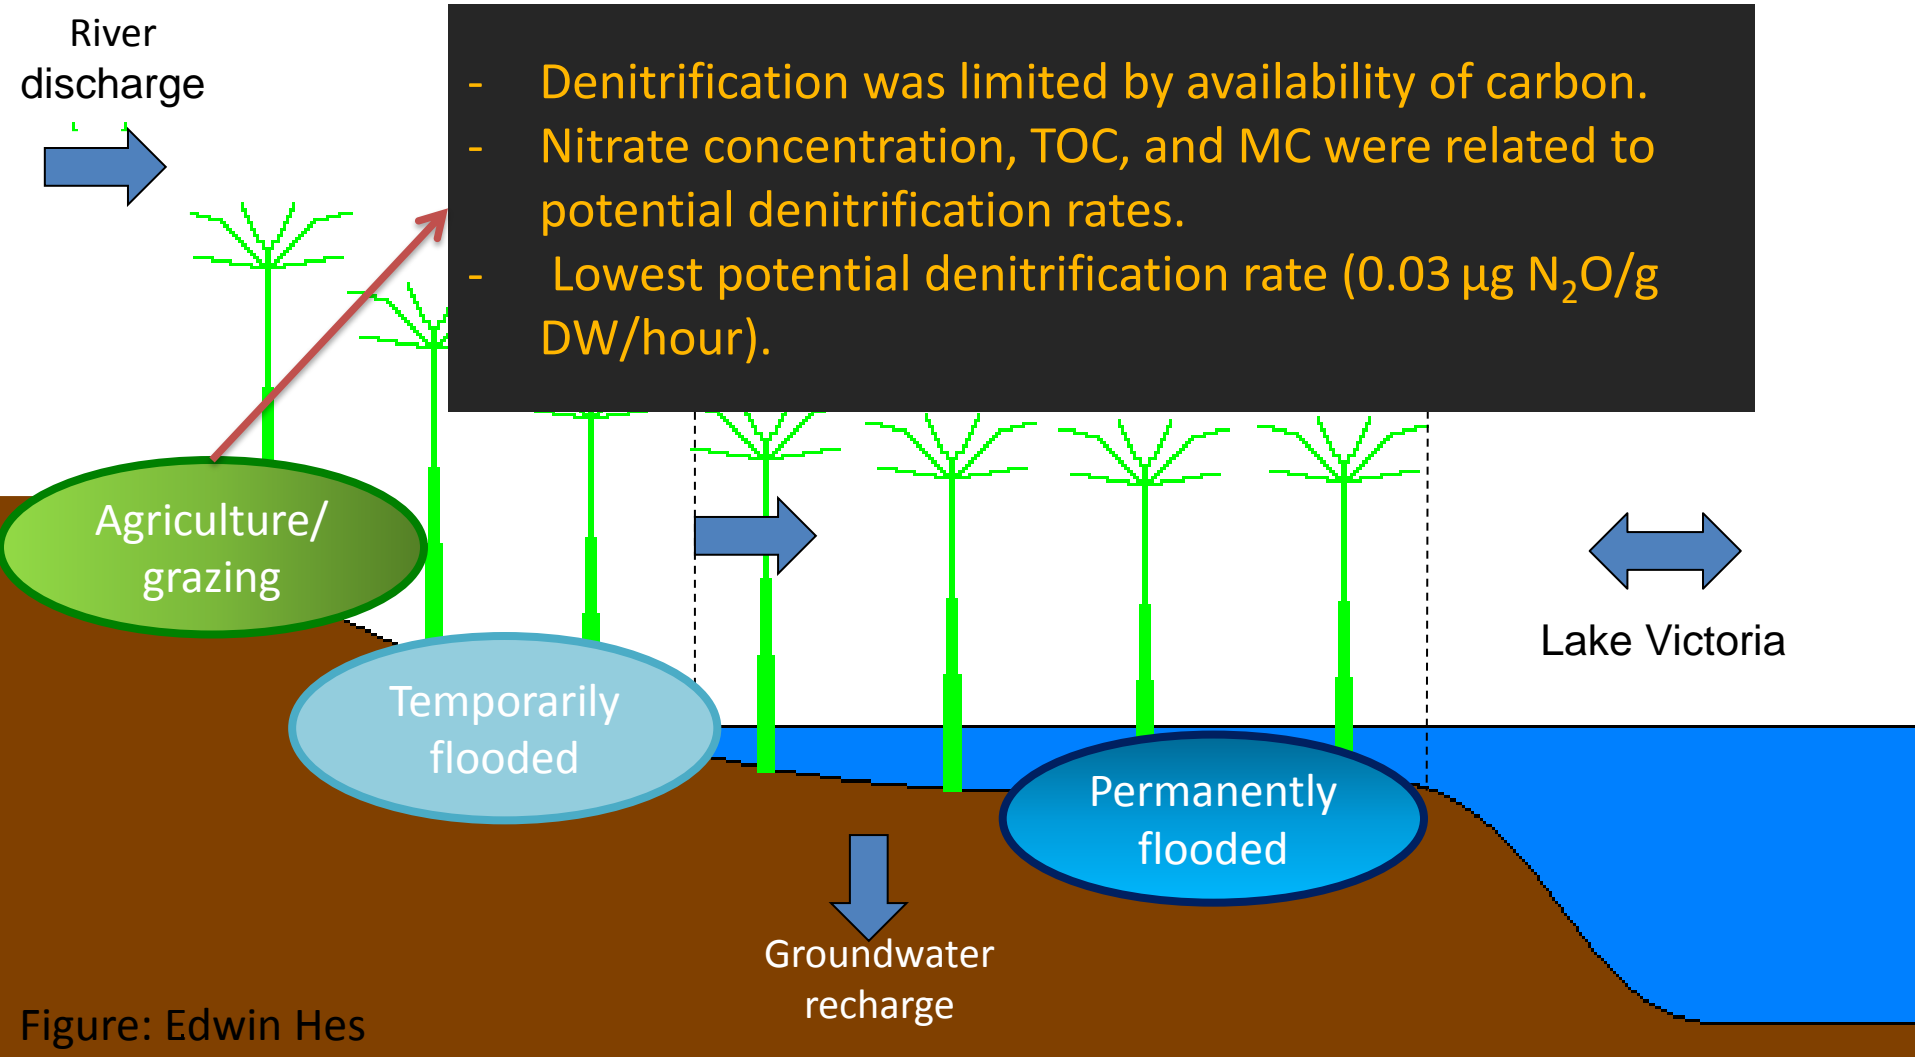 River
discharge
- Denitrification was limited by availability of carbon.
- Nitrate concentration, TOC, and MC were related to
potential denitrification rates.
- Lowest potential denitrification rate (0.03 µg N₂O/g
DW/hour).
Agriculture/
grazing
Temporarily
flooded
Lake Victoria
Permanently
flooded
Groundwater
recharge
Figure: Edwin Hes